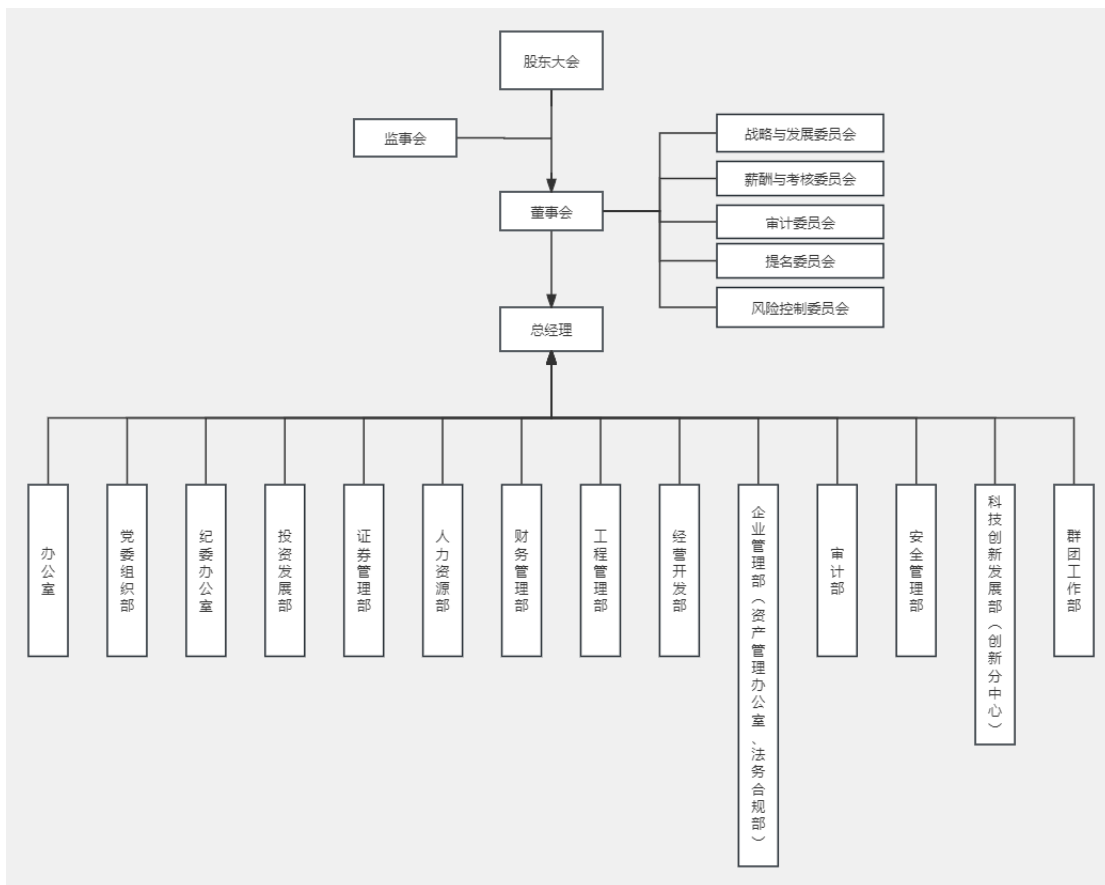 股东大会
监事会
战略与发展委员会
薪酬与考核委员会
董事会
审计委员会
提名委员会
风险控制委员会
总经理
办公室
党委组织部
纪委办公室
投资发展部
证券管理部
人力资源部
财务管理部
工程管理部
经营开发部
企业管理部（资产管理办公室、法务合规部）
审计部
安全管理部
科技创新发展部（创新分中心）
群团工作部